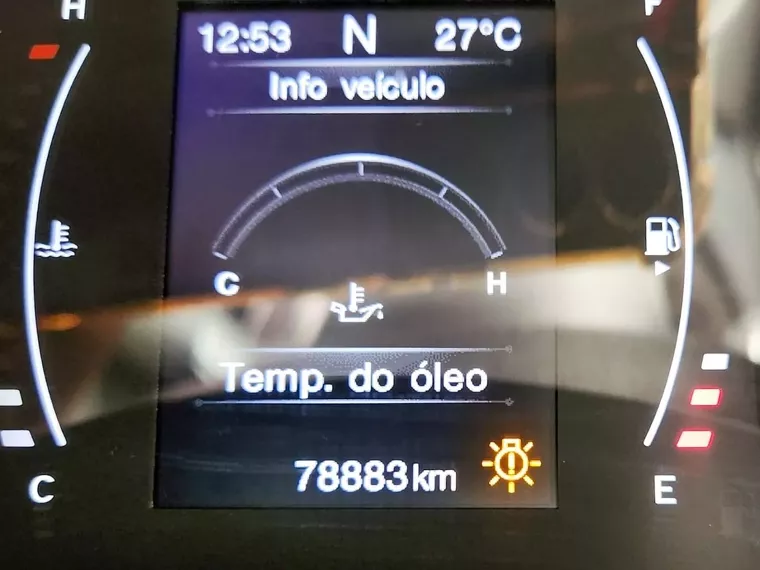 H
12:53 N 27°C
F
Info veículo
C H
Temp. do óleo
78883km
C
E